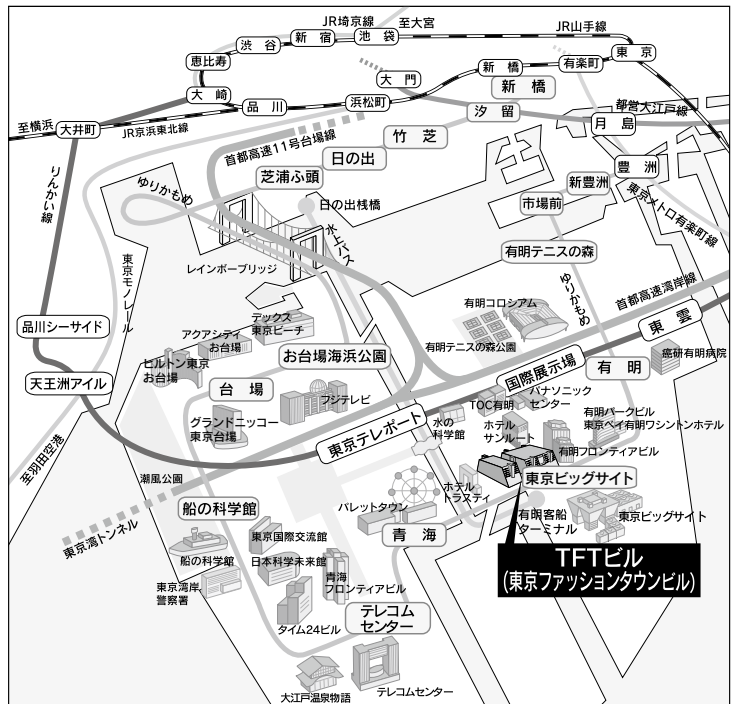 JR埼京線
至大宮
JR山手線
新宿
池袋
渋谷
恵比寿
東京
有楽町
新橋
大門
新橋
大崎
品川
浜松町
汐留
都営大江戸線
月島
至横浜
大井町
JR京浜東北線
竹芝
首都高速11号台場線
日の出
芝浦ふ頭
豊洲
新豊洲
市場前
東京メトロ有楽町線
りんかい線
ゆりかもめ
日の出桟橋
水上バス
レインボーブリッジ
有明テニスの森
ゆりかもめ
首都高速湾岸線
東京モノレール
有明コロシアム
有明テニスの森公園
デックス
東京ビーチ
アクアシティ
お台場
品川シーサイド
ヒルトン東京
お台場
お台場海浜公園
東雲
国際展示場
有明
癌研有明病院
天王洲アイル
台場
フジテレビ
グランドニッコー
東京台場
TOC有明
パナソニック
センター
水の
科学館
ホテル
サンルート
有明パークビル
東京ベイ有明ワシントンホテル
有明フロンティアビル
東京テレポート
至羽田空港
潮風公園
東京ビッグサイト
ホテル
トラスティ
パレットタウン
船の科学館
東京湾トンネル
青海
有明客船
ターミナル
東京ビッグサイト
東京国際交流館
船の科学館
日本科学未来館
TFTビル
(東京ファッションタウンビル)
東京湾岸
警察署
青海
フロンティアビル
タイム24ビル
テレコム
センター
大江戸温泉物語
テレコムセンター